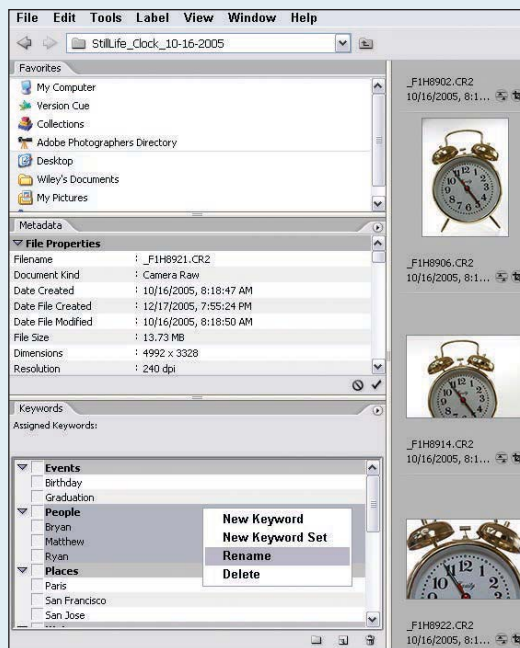 File Edit Tools Label View Window Help
StillLife_Clock_10-16-2005
Favorites
My Computer
Version Cue
Collections
Adobe Photographers Directory
Desktop
Wiley's Documents
My Pictures
Metadata
File Properties
Filename : _F1H8921.CR2
Document Kind : Camera Raw
Date Created : 10/16/2005, 8:18:47 AM
Date File Created : 12/17/2005, 7:55:24 PM
Date File Modified : 10/16/2005, 8:18:50 AM
File Size : 13.73 MB
Dimensions : 4992 x 3328
Resolution : 240 dpi
Keywords
Assigned Keywords:
Events
Birthday
Graduation
People
Bryan
Matthew
Ryan
Places
Paris
San Francisco
San Jose
New Keyword
New Keyword Set
Rename
Delete
_F1H8902.CR2
10/16/2005, 8:1...
_F1H8906.CR2
10/16/2005, 8:1...
_F1H8914.CR2
10/16/2005, 8:1...
_F1H8922.CR2
10/16/2005, 8:1...